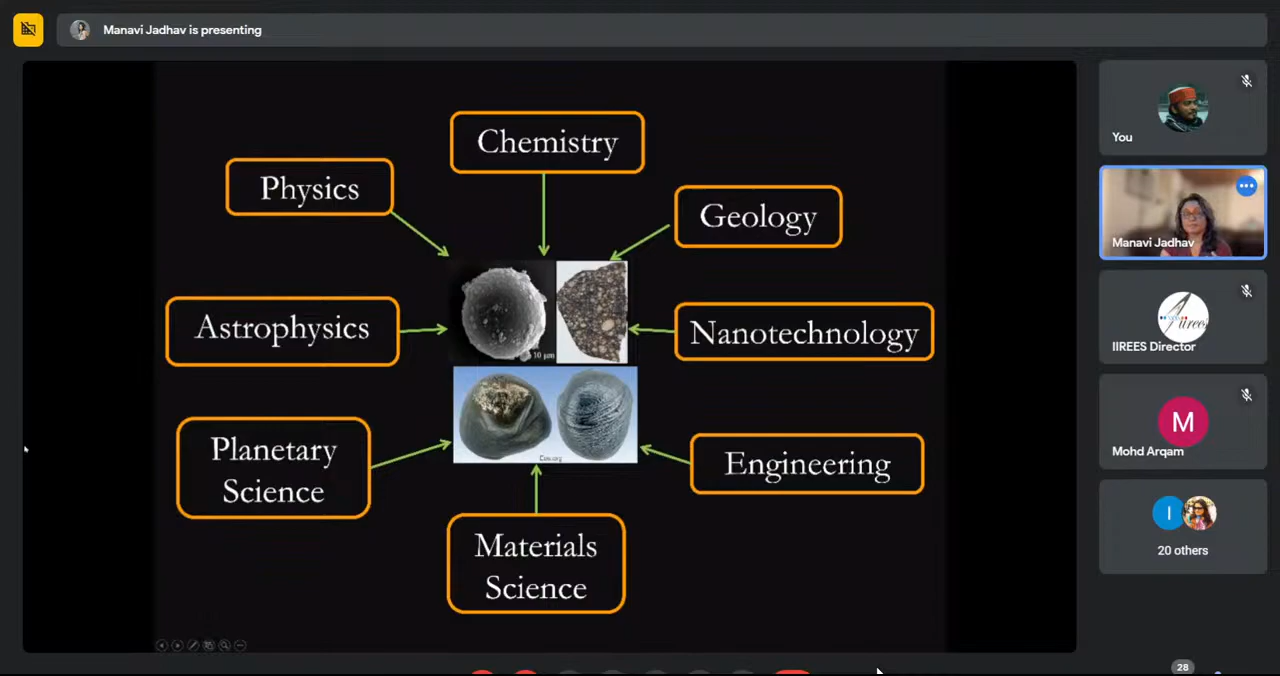 Manavi Jadhav is presenting
Chemistry
Physics
Geology
Astrophysics
Nanotechnology
10 μm
Planetary
Science
Engineering
Materials
Science
You
Manavi Jadhav
IIREES Director
M
Mohd Arqam
I
20 others
28